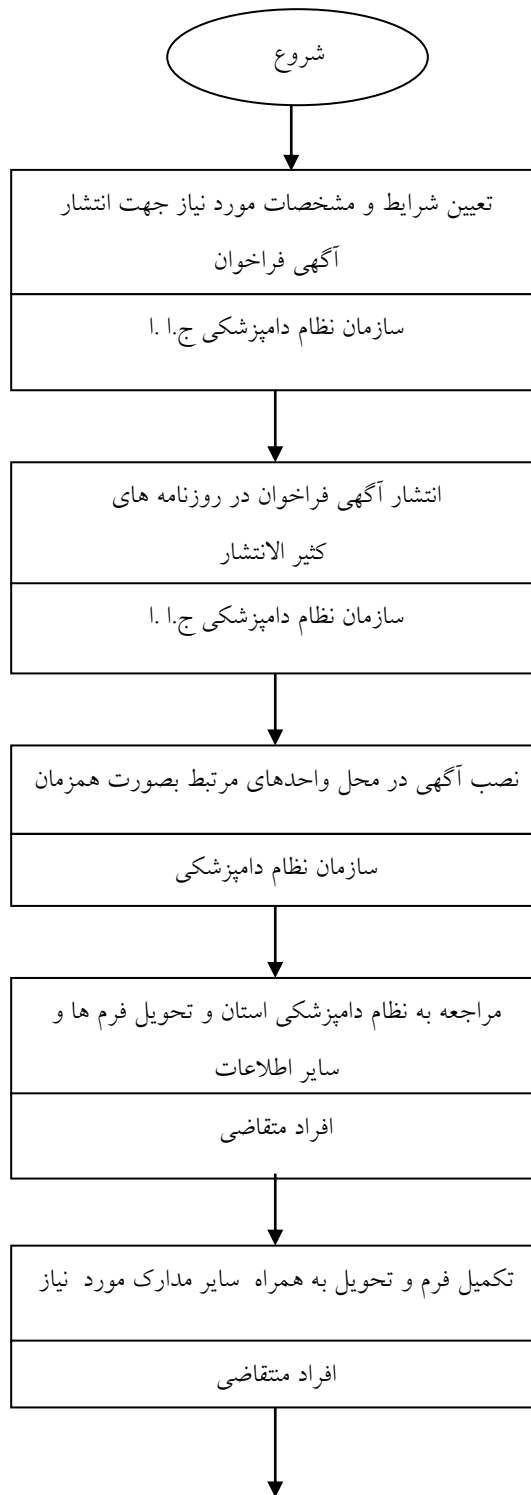 شروع
تعیین شرایط و مشخصات مورد نیاز جهت انتشار
آگهی فراخوان
سازمان نظام دامپزشکی ج.ا .ا
انتشار آگهی فراخوان در روزنامه های
کثیر الانتشار
سازمان نظام دامپزشکی ج.ا .ا
نصب آگهی در محل واحدهای مرتبط بصورت همزمان
سازمان نظام دامپزشکی
مراجعه به نظام دامپزشکی استان و تحویل فرم ها و
سایر اطلاعات
افراد متقاضی
تکمیل فرم و تحویل به همراه سایر مدارک مورد نیاز
افراد منتقاضی